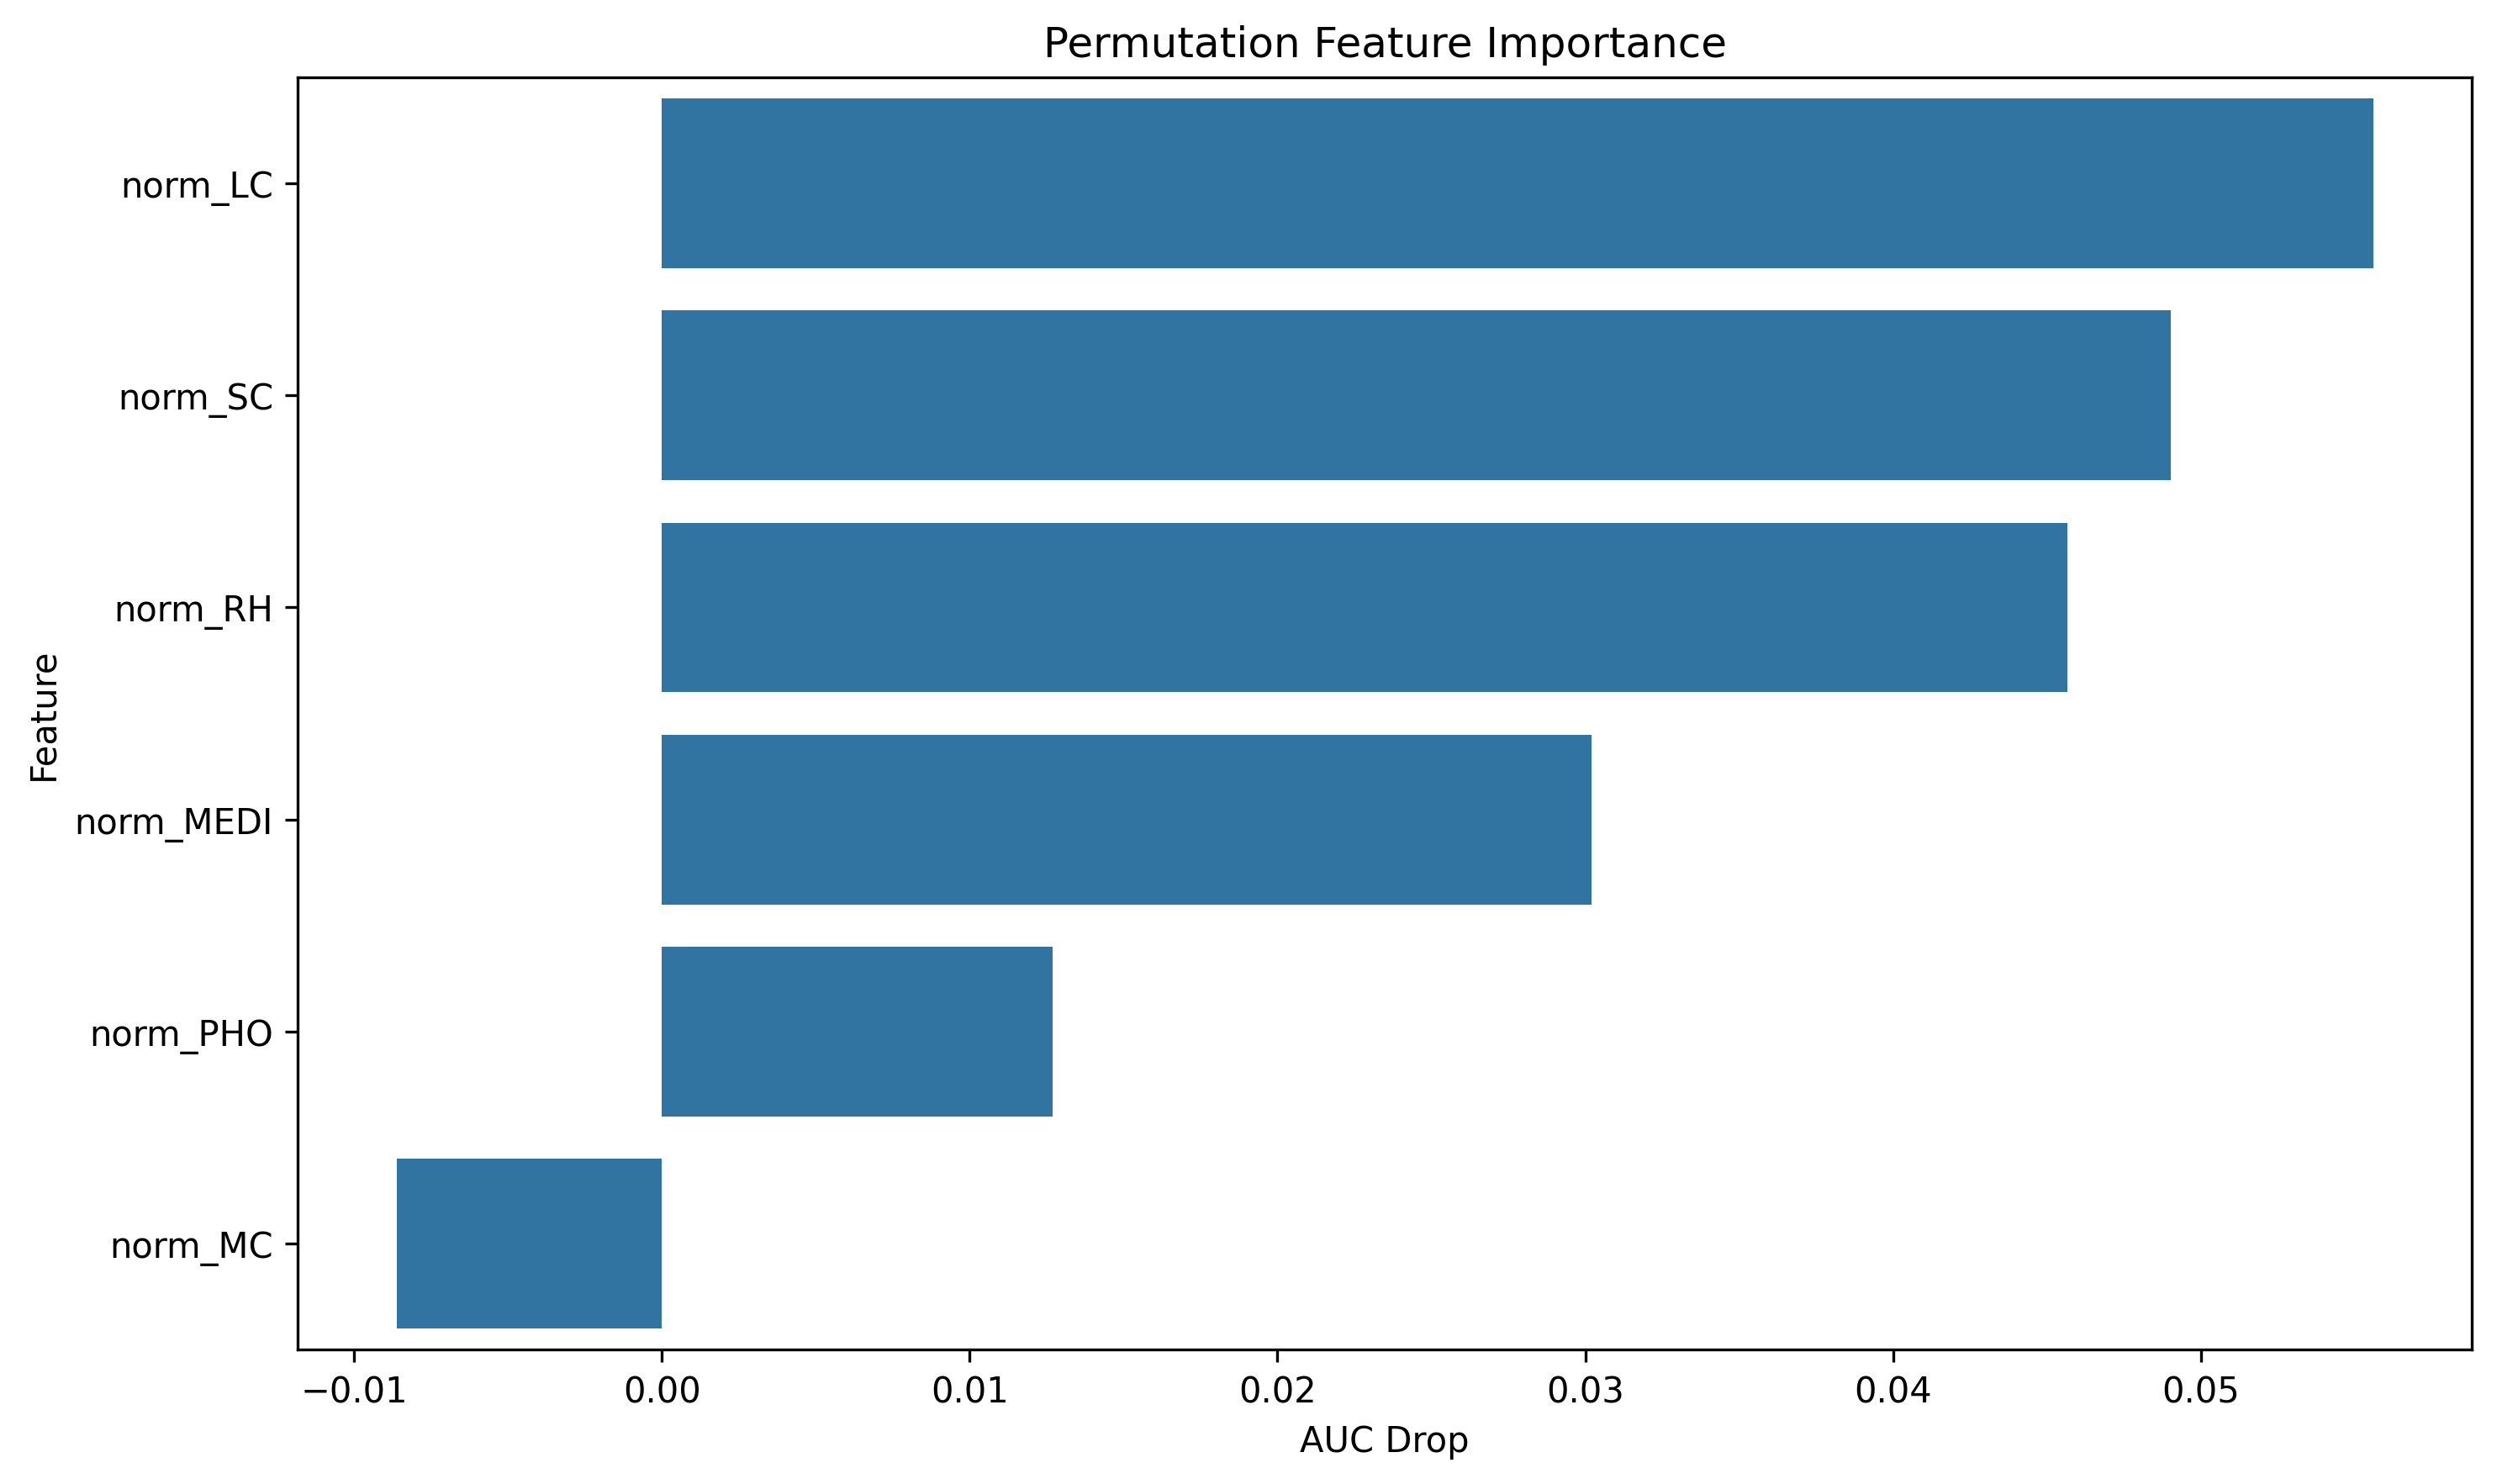 Permutation Feature Importance
norm_LC
norm_SC
norm_RH
norm_MEDI
norm_PHO
norm_MC
Feature
−0.01 0.00 0.01 0.02 0.03 0.04 0.05
AUC Drop